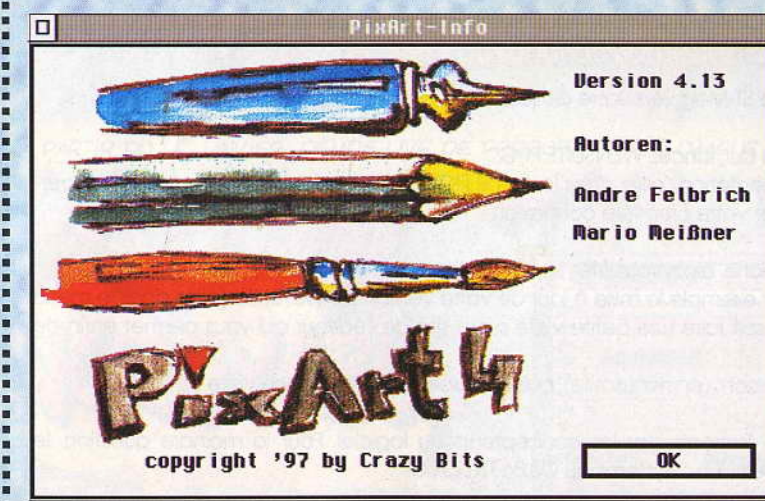 PixArt-Info
Version 4.13
Autoren:
Andre Felbrich
Mario Meißner
PixArt 4
copyright '97 by Crazy Bits
OK